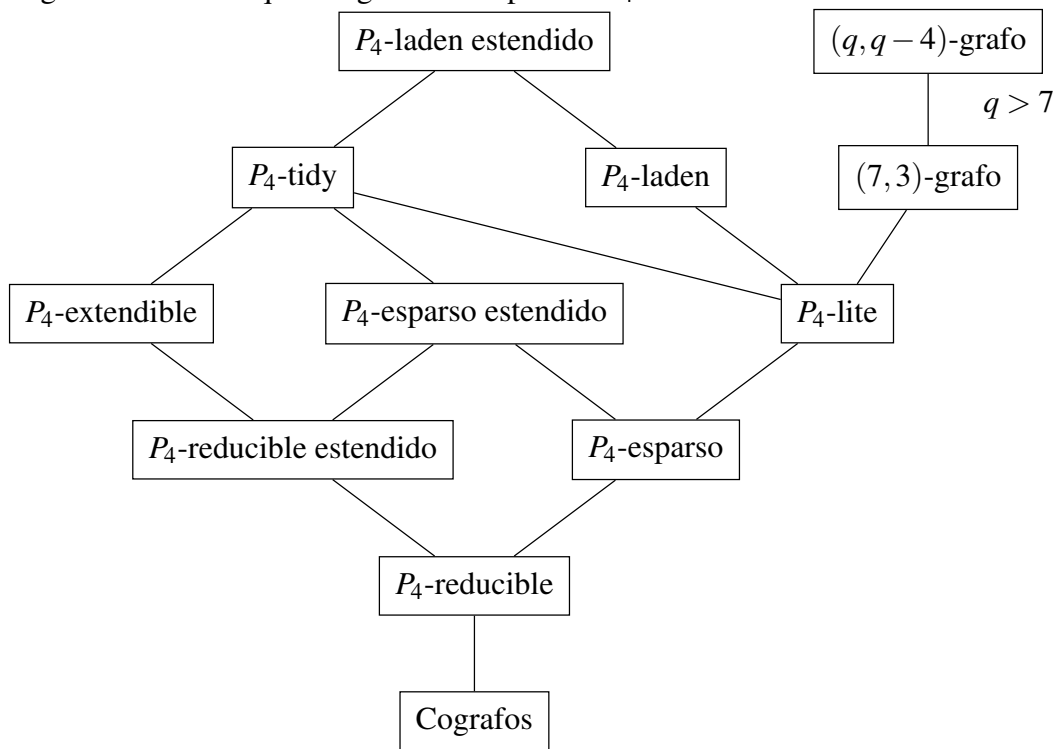 P₄-laden estendido
(q,q−4)-grafo
q > 7
P₄-tidy
P₄-laden
(7,3)-grafo
P₄-extendible
P₄-esparso estendido
P₄-lite
P₄-reducible estendido
P₄-esparso
P₄-reducible
Cografos